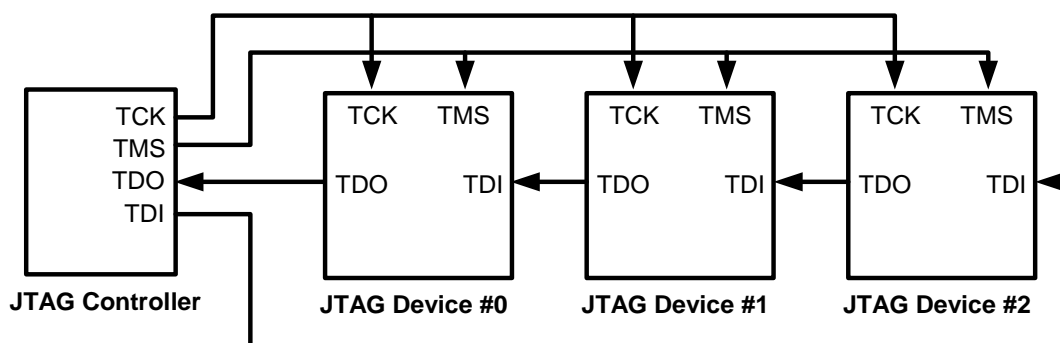 TCK
TMS
TDO
TDI
JTAG Controller
TCK TMS
TDO TDI
JTAG Device #0
TCK TMS
TDO TDI
JTAG Device #1
TCK TMS
TDO TDI
JTAG Device #2